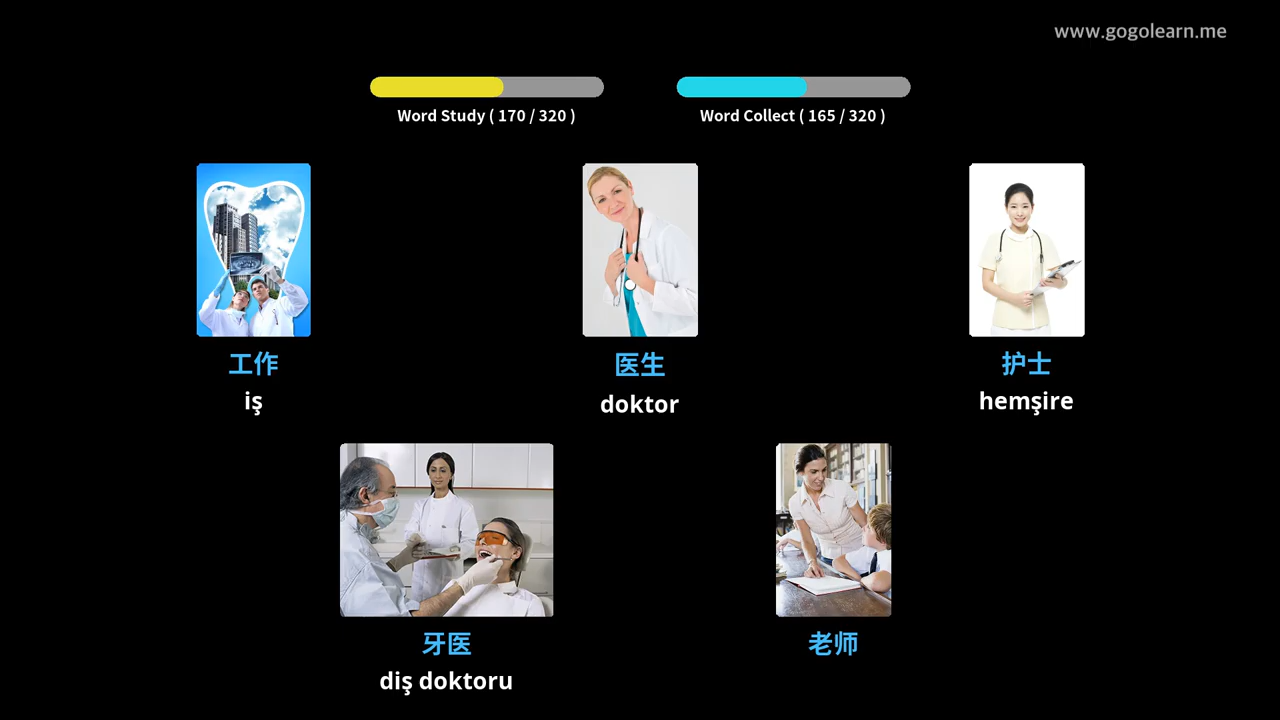 www.gogolearn.me
Word Study ( 170 / 320 )
Word Collect ( 165 / 320 )
工作
iş
医生
doktor
护士
hemşire
牙医
diş doktoru
老师